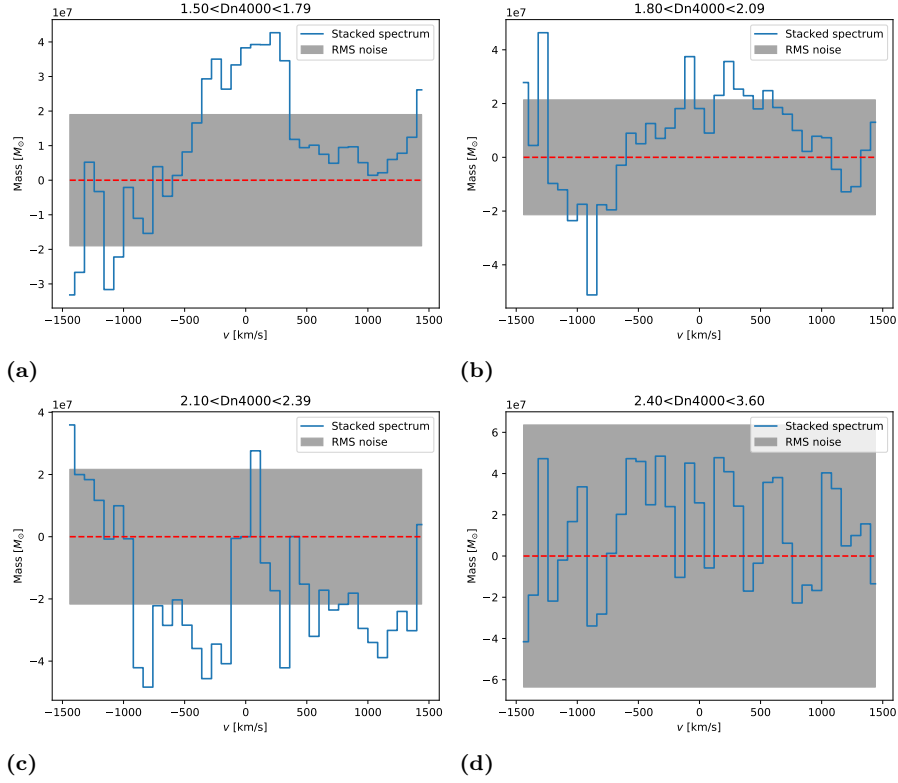 1.50<Dn4000<1.79
1e7
Stacked spectrum
RMS noise
4
3
2
1
0
−1
−2
−3
Mass [M⊙]
−1500 −1000 −500 0 500 1000 1500
v [km/s]
(a)
1.80<Dn4000<2.09
1e7
Stacked spectrum
RMS noise
4
2
0
−2
−4
Mass [M⊙]
−1500 −1000 −500 0 500 1000 1500
v [km/s]
(b)
2.10<Dn4000<2.39
1e7
Stacked spectrum
RMS noise
4
2
0
−2
−4
Mass [M⊙]
−1500 −1000 −500 0 500 1000 1500
v [km/s]
(c)
2.40<Dn4000<3.60
1e7
Stacked spectrum
RMS noise
6
4
2
0
−2
−4
−6
Mass [M⊙]
−1500 −1000 −500 0 500 1000 1500
v [km/s]
(d)